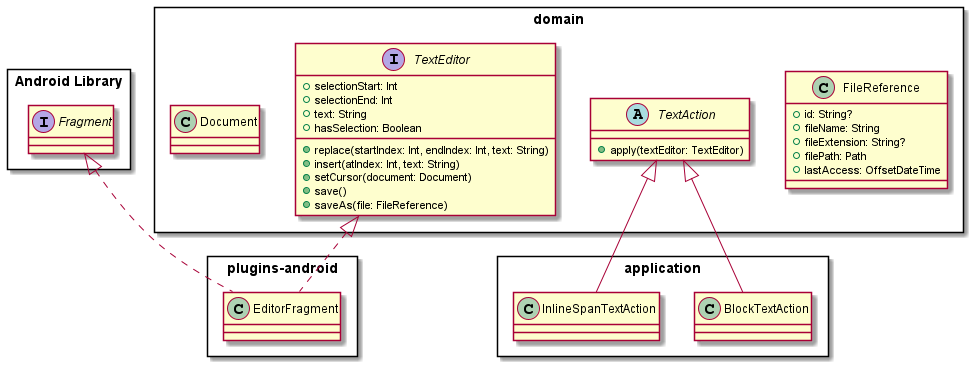 domain
Android Library
I Fragment
C Document
I TextEditor
selectionStart: Int
selectionEnd: Int
text: String
hasSelection: Boolean
replace(startIndex: Int, endIndex: Int, text: String)
insert(atIndex: Int, text: String)
setCursor(document: Document)
save()
saveAs(file: FileReference)
A TextAction
apply(textEditor: TextEditor)
C FileReference
id: String?
fileName: String
fileExtension: String?
filePath: Path
lastAccess: OffsetDateTime
plugins-android
C EditorFragment
application
C InlineSpanTextAction
C BlockTextAction